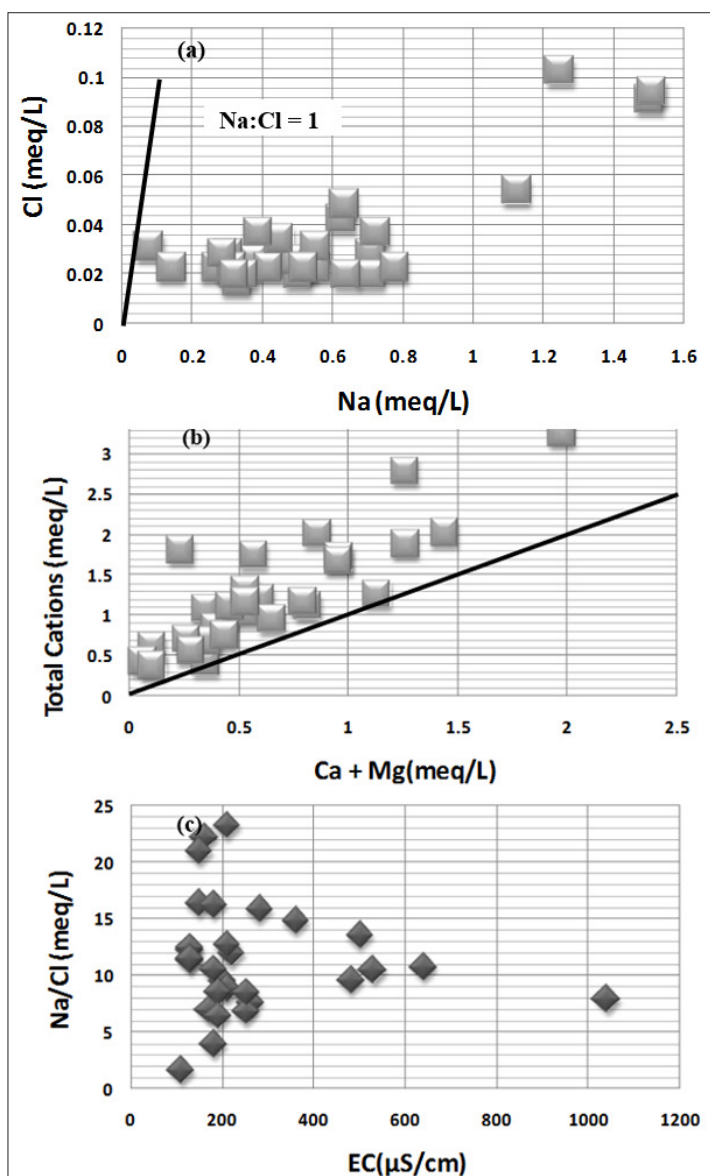 (a)
0.12
0.1
0.08
0.06
0.04
0.02
0
Cl (meq/L)
Na:Cl = 1
0 0.2 0.4 0.6 0.8 1 1.2 1.4 1.6
Na (meq/L)
(b)
3
2.5
2
1.5
1
0.5
0
Total Cations (meq/L)
0 0.5 1 1.5 2 2.5
Ca + Mg(meq/L)
(c)
25
20
15
10
5
0
Na/Cl (meq/L)
0 200 400 600 800 1000 1200
EC(µS/cm)